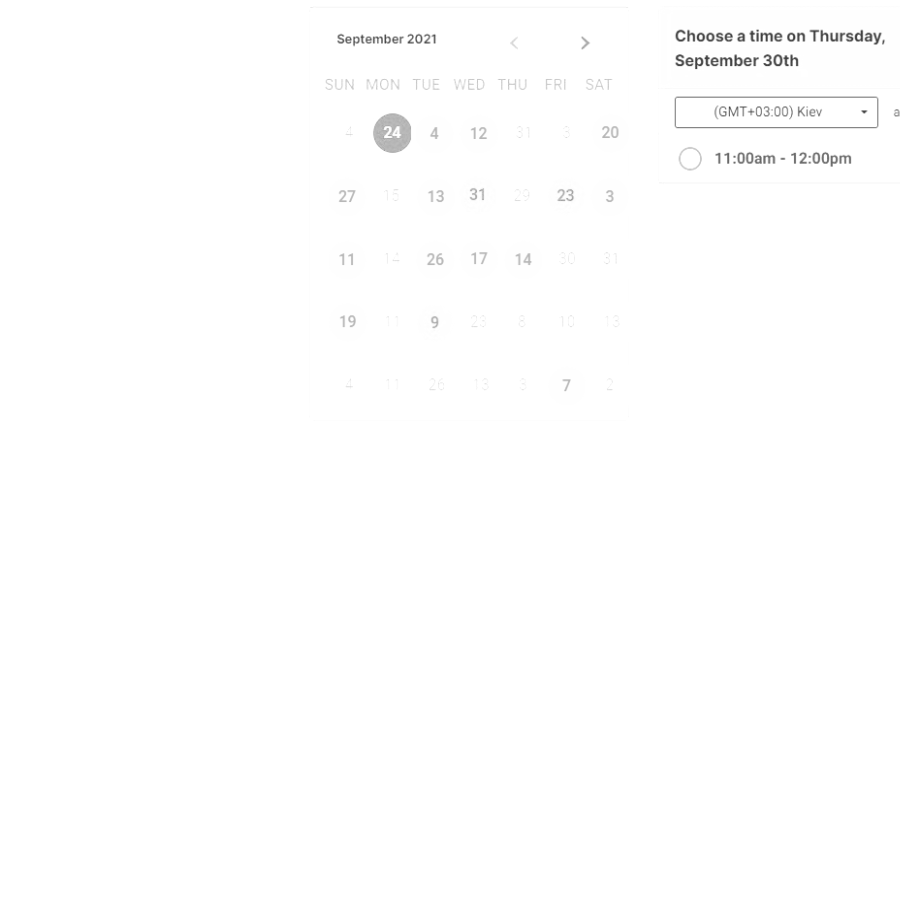 September 2021
SUN MON TUE WED THU FRI SAT
4 24 4 12 31 3 20
27 15 13 31 29 23 3
11 14 26 17 14 30 31
19 11 9 23 8 10 13
4 11 26 13 3 7 2
Choose a time on Thursday,
September 30th
(GMT+03:00) Kiev
a
11:00am - 12:00pm